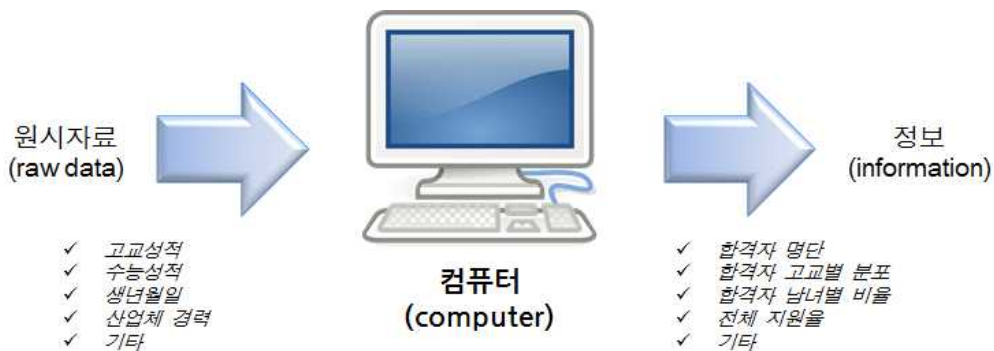 원시자료
(raw data)
✓ 고교성적
✓ 수능성적
✓ 생년월일
✓ 산업체 경력
✓ 기타
컴퓨터
(computer)
정보
(information)
✓ 합격자 명단
✓ 합격자 고교별 분포
✓ 합격자 남녀별 비율
✓ 전체 지원율
✓ 기타